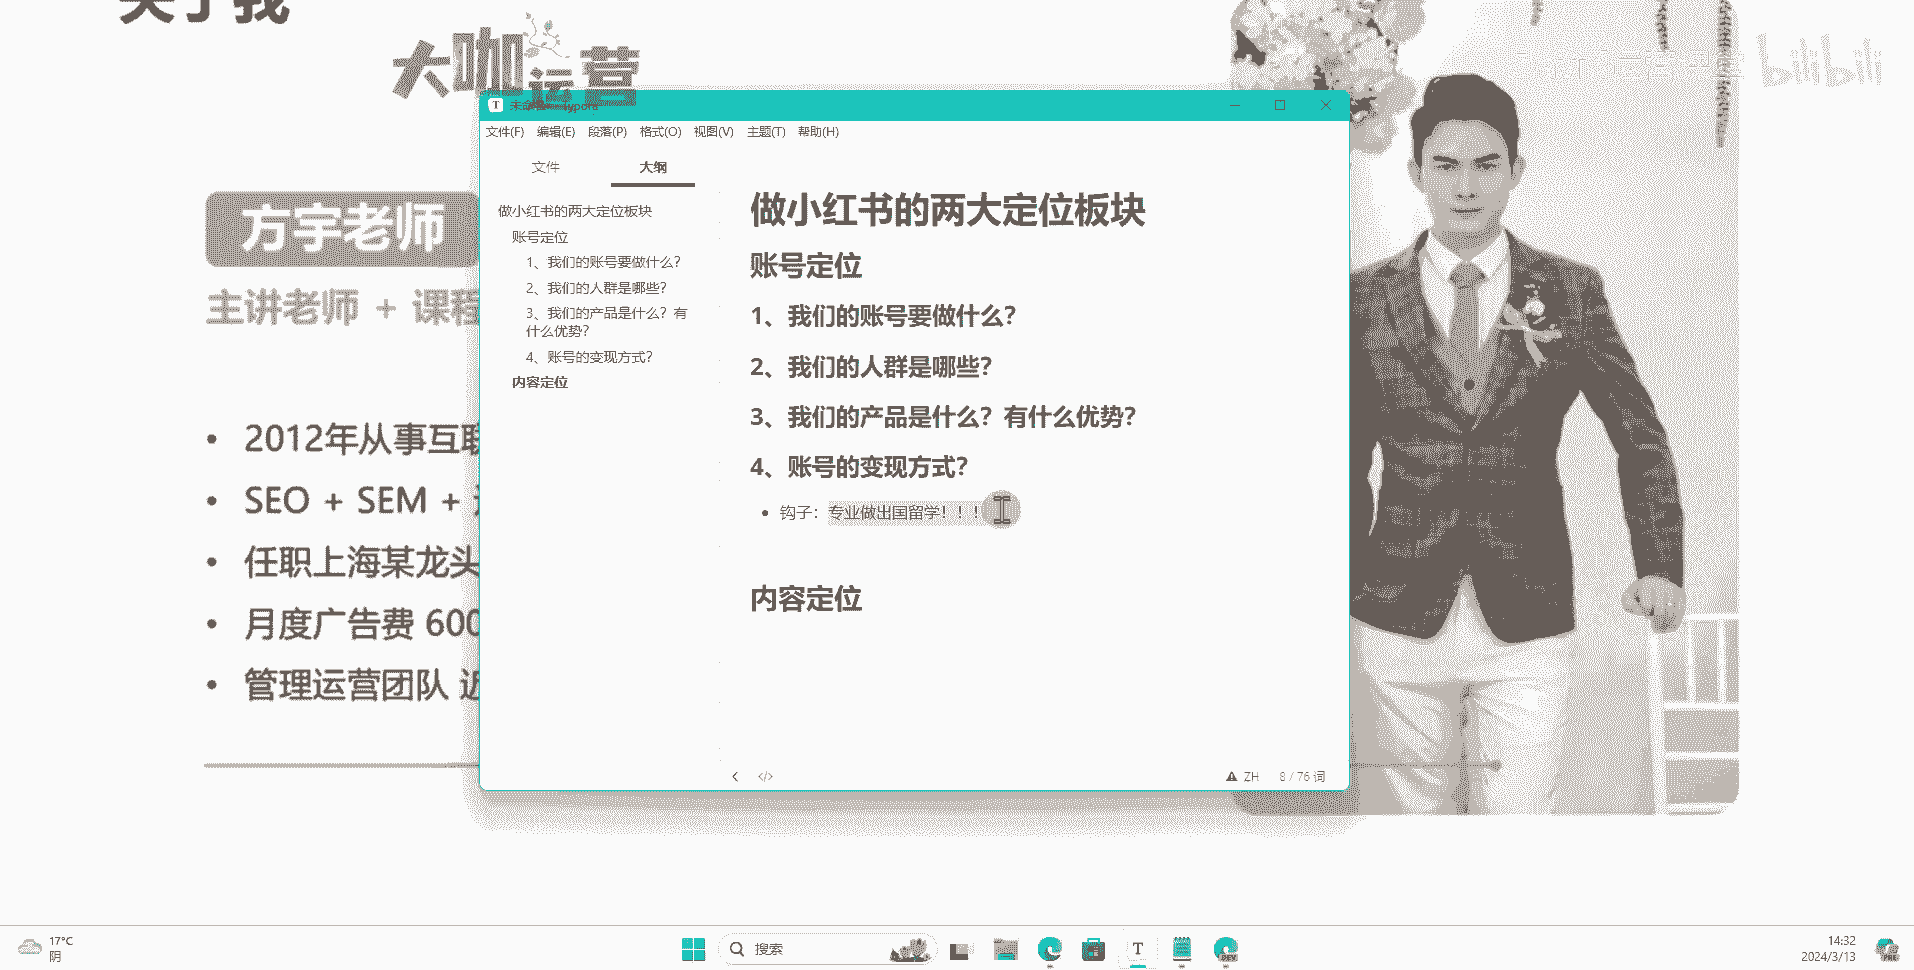 关于我
大咖运营
bilibili
方宇老师
主讲老师 + 课程
2012年从事互联
SEO + SEM +
任职上海某龙头
月度广告费 600
管理运营团队 近
文件(F) 编辑(E) 段落(P) 格式(O) 视图(V) 主题(T) 帮助(H)
文件 大纲
做小红书的两大定位板块
账号定位
1、我们的账号要做什么?
2、我们的人群是哪些?
3、我们的产品是什么？有
什么优势?
4、账号的变现方式?
内容定位
做小红书的两大定位板块
账号定位
1、我们的账号要做什么?
2、我们的人群是哪些?
3、我们的产品是什么？有什么优势?
4、账号的变现方式?
钩子：专业做出国留学！！！
内容定位
</> ZH 8 / 76 词
17°C
阴
搜索
DEV
14:32
2024/3/13
PRE